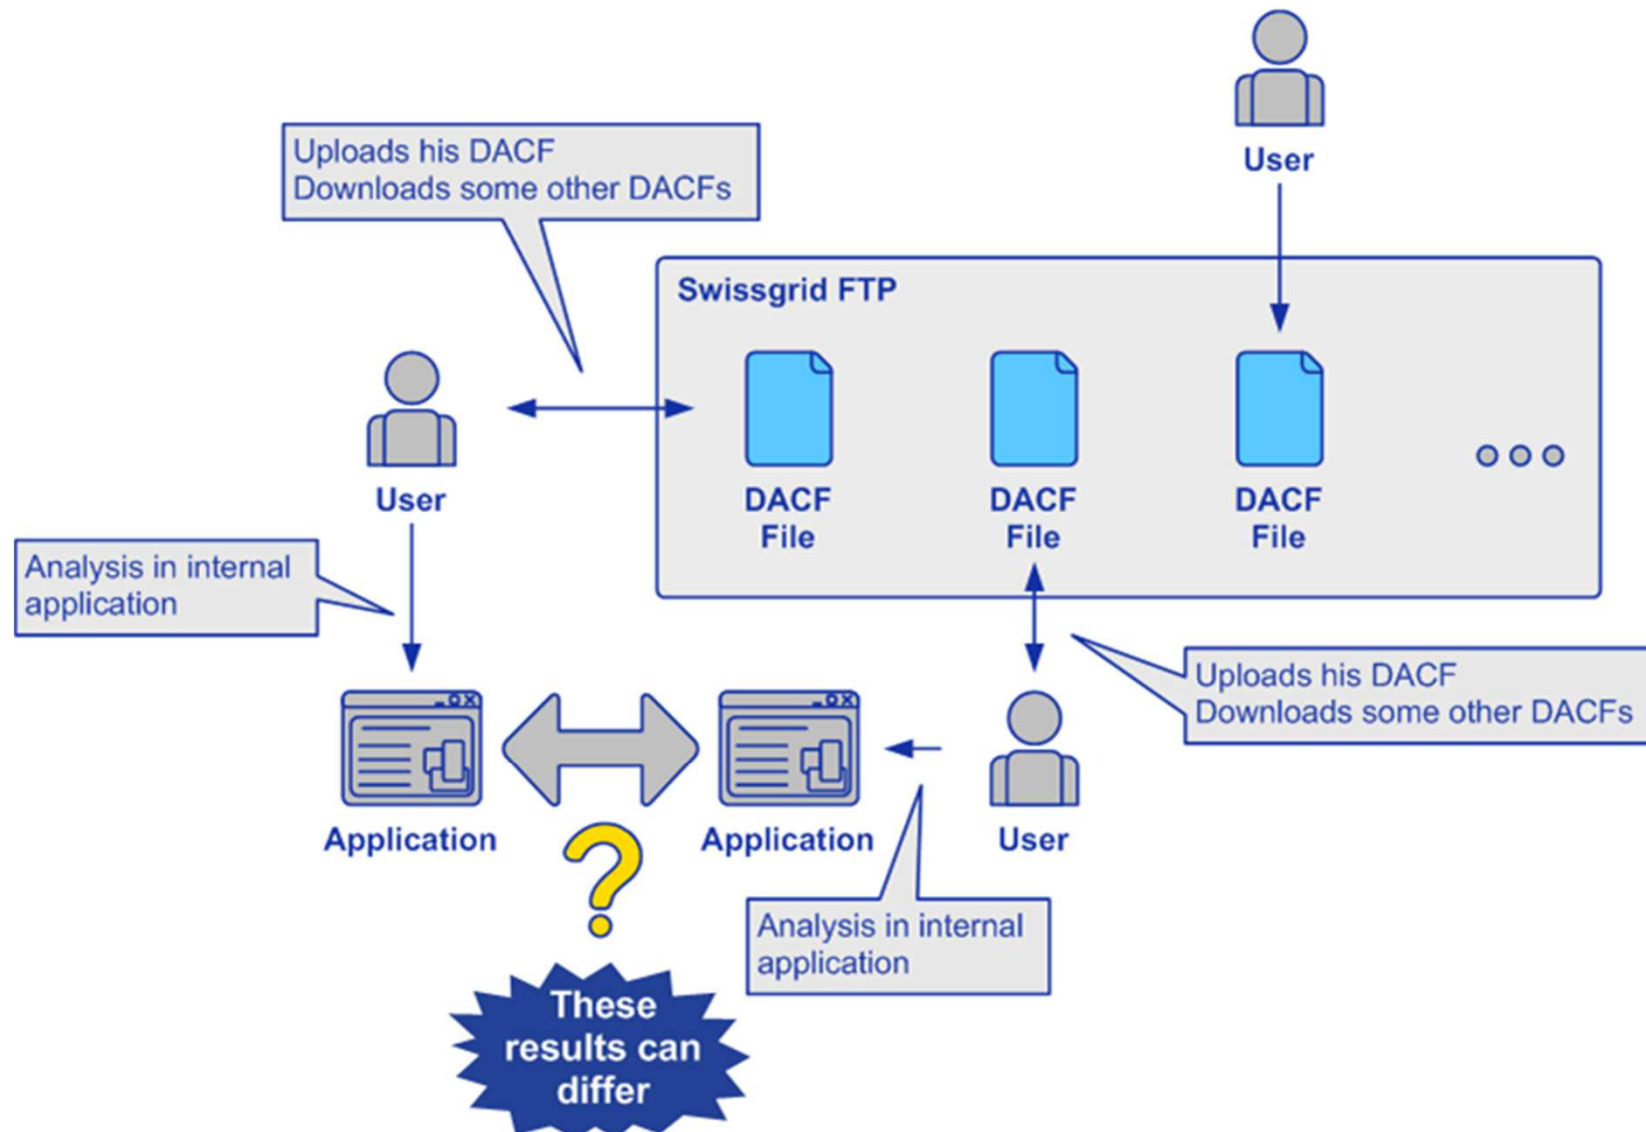 User
Uploads his DACF
Downloads some other DACFs
Swissgrid FTP
User
DACF
File
DACF
File
DACF
File
Analysis in internal
application
Uploads his DACF
Downloads some other DACFs
Application
Application
User
Analysis in internal
application
These
results can
differ